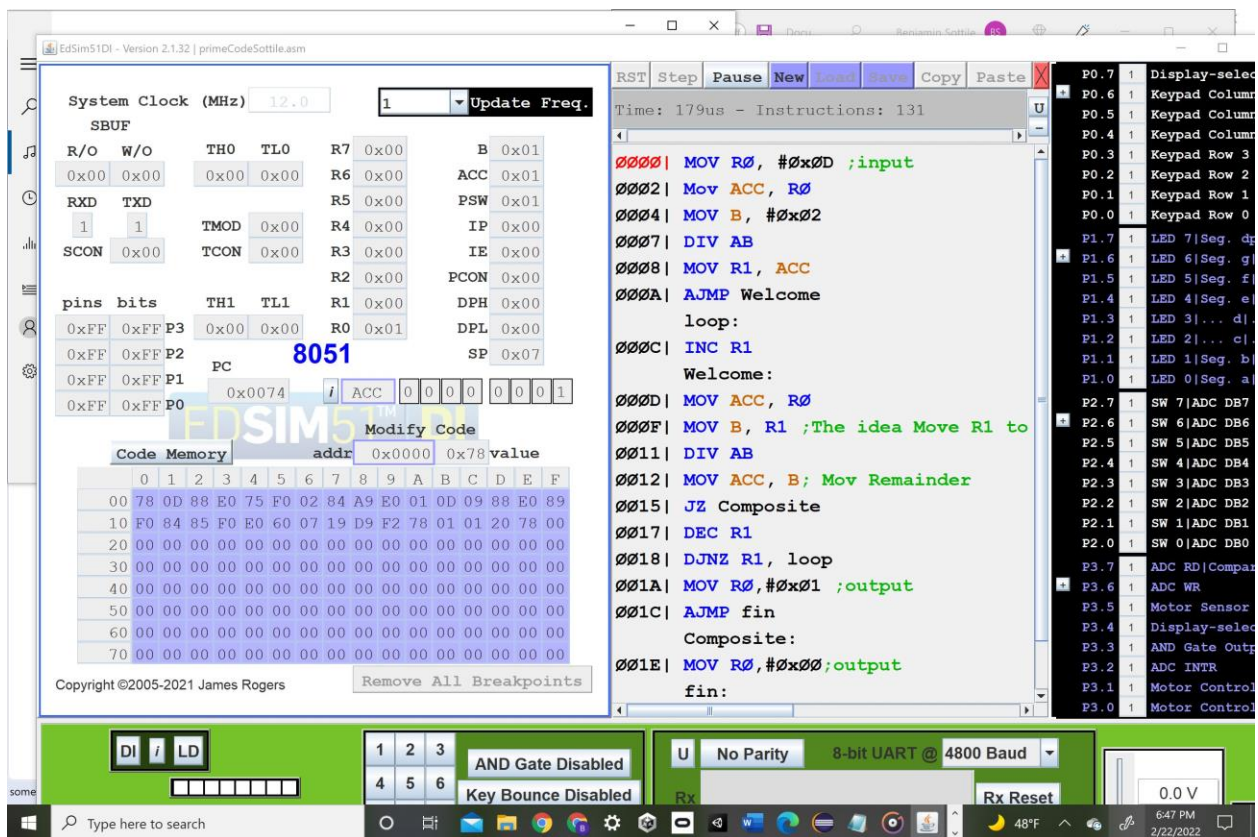 Docu
Benjamin Sottile
BS
EdSim51DI - Version 2.1.32 | primeCodeSottile.asm
System Clock (MHz) 12.0
1
Update Freq.
SBUF
R/O W/O TH0 TL0 R7 0x00 B 0x01
0x00 0x00 0x00 0x00 R6 0x00 ACC 0x01
RXD TXD R5 0x00 PSW 0x01
1 1 TMOD 0x00 R4 0x00 IP 0x00
SCON 0x00 TCON 0x00 R3 0x00 IE 0x00
R2 0x00 PCON 0x00
pins bits TH1 TL1 R1 0x00 DPH 0x00
0xFF 0xFF P3 0x00 0x00 R0 0x01 DPL 0x00
0xFF 0xFF P2 8051 SP 0x07
0xFF 0xFF P1 PC
0xFF 0xFF P0 0x0074 i ACC 0 0 0 0 0 0 0 1
EDSIM51™ DI
Modify Code
Code Memory addr 0x0000 0x78 value
0 1 2 3 4 5 6 7 8 9 A B C D E F
00 78 0D 88 E0 75 F0 02 84 A9 E0 01 0D 09 88 E0 89
10 F0 84 85 F0 E0 60 07 19 D9 F2 78 01 01 20 78 00
20 00 00 00 00 00 00 00 00 00 00 00 00 00 00 00 00
30 00 00 00 00 00 00 00 00 00 00 00 00 00 00 00 00
40 00 00 00 00 00 00 00 00 00 00 00 00 00 00 00 00
50 00 00 00 00 00 00 00 00 00 00 00 00 00 00 00 00
60 00 00 00 00 00 00 00 00 00 00 00 00 00 00 00 00
70 00 00 00 00 00 00 00 00 00 00 00 00 00 00 00 00
Copyright ©2005-2021 James Rogers
Remove All Breakpoints
RST Step Pause New Load Save Copy Paste X
Time: 179us - Instructions: 131
U
0000| MOV R0, #0x0D ;input
0002| Mov ACC, R0
0004| MOV B, #0x02
0007| DIV AB
0008| MOV R1, ACC
000A| AJMP Welcome
loop:
000C| INC R1
Welcome:
000D| MOV ACC, R0
000F| MOV B, R1 ;The idea Move R1 to
0011| DIV AB
0012| MOV ACC, B; Mov Remainder
0015| JZ Composite
0017| DEC R1
0018| DJNZ R1, loop
001A| MOV R0,#0x01 ;output
001C| AJMP fin
Composite:
001E| MOV R0,#0x00;output
fin:
P0.7 1 Display-selec
P0.6 1 Keypad Column
P0.5 1 Keypad Column
P0.4 1 Keypad Column
P0.3 1 Keypad Row 3
P0.2 1 Keypad Row 2
P0.1 1 Keypad Row 1
P0.0 1 Keypad Row 0
P1.7 1 LED 7|Seg. dp
P1.6 1 LED 6|Seg. g|
P1.5 1 LED 5|Seg. f|
P1.4 1 LED 4|Seg. e|
P1.3 1 LED 3|... d|.
P1.2 1 LED 2|... c|.
P1.1 1 LED 1|Seg. b|
P1.0 1 LED 0|Seg. a|
P2.7 1 SW 7|ADC DB7
P2.6 1 SW 6|ADC DB6
P2.5 1 SW 5|ADC DB5
P2.4 1 SW 4|ADC DB4
P2.3 1 SW 3|ADC DB3
P2.2 1 SW 2|ADC DB2
P2.1 1 SW 1|ADC DB1
P2.0 1 SW 0|ADC DB0
P3.7 1 ADC RD|Compar
P3.6 1 ADC WR
P3.5 1 Motor Sensor
P3.4 1 Display-selec
P3.3 1 AND Gate Outp
P3.2 1 ADC INTR
P3.1 1 Motor Control
P3.0 1 Motor Control
DI i LD
1 2 3
4 5 6
AND Gate Disabled
Key Bounce Disabled
U No Parity 8-bit UART @ 4800 Baud
Rx
Rx Reset
0.0 V
some
Type here to search
48°F
6:47 PM
2/22/2022